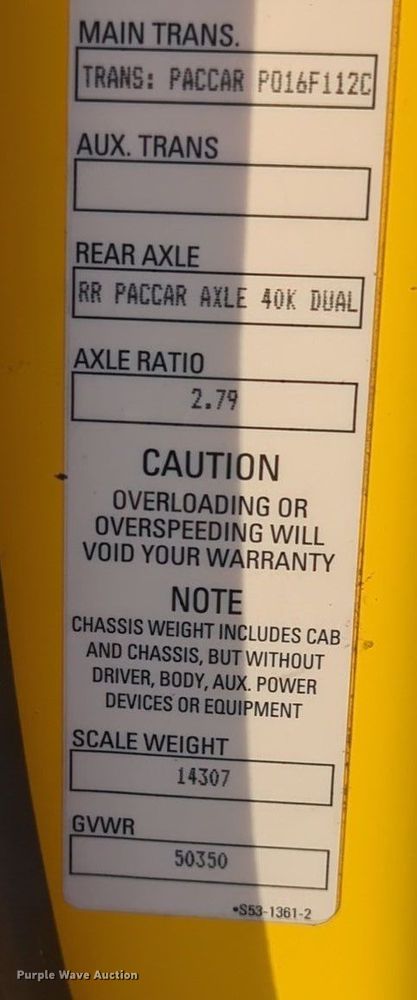 MAIN TRANS.
TRANS: PACCAR PO16F112C
AUX. TRANS
REAR AXLE
RR PACCAR AXLE 40K DUAL
AXLE RATIO
2.79
CAUTION
OVERLOADING OR
OVERSPEEDING WILL
VOID YOUR WARRANTY
NOTE
CHASSIS WEIGHT INCLUDES CAB
AND CHASSIS, BUT WITHOUT
DRIVER, BODY, AUX. POWER
DEVICES OR EQUIPMENT
SCALE WEIGHT
14307
GVWR
50350
•S53-1361-2
Purple Wave Auction